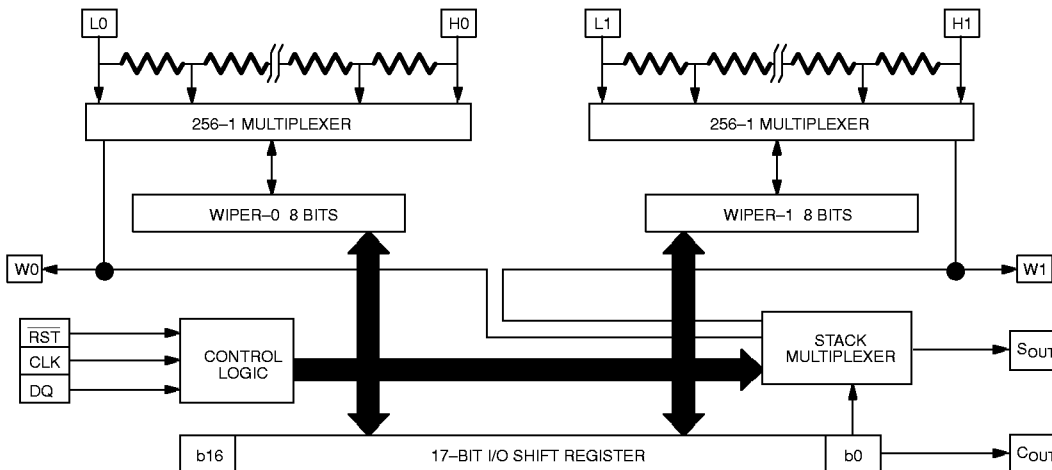 L0
H0
L1
H1
256–1 MULTIPLEXER
256–1 MULTIPLEXER
WIPER–0 8 BITS
WIPER–1 8 BITS
W0
W1
RST
CLK
DQ
CONTROL
LOGIC
STACK
MULTIPLEXER
SOUT
b16
17–BIT I/O SHIFT REGISTER
b0
COUT